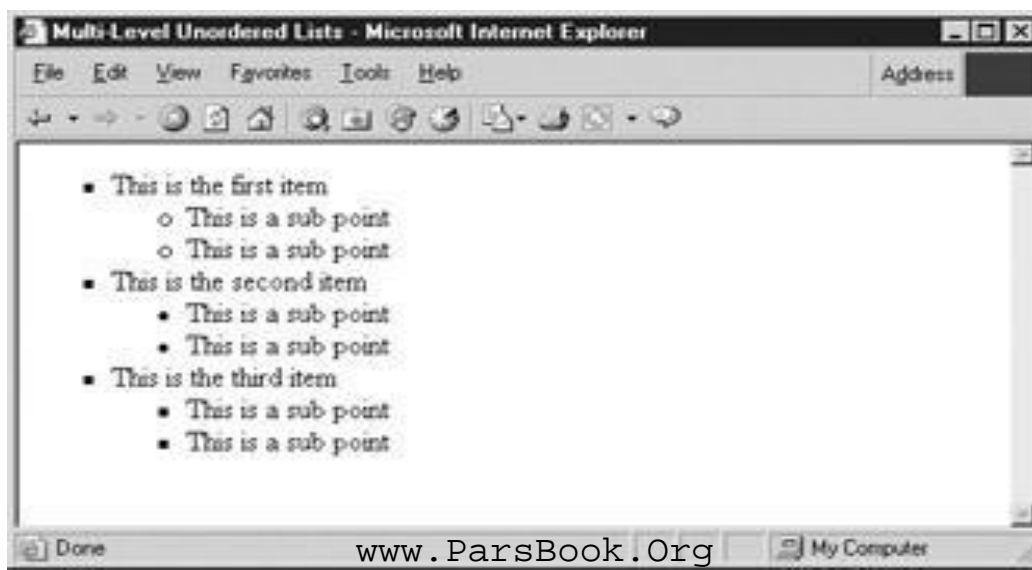 Multi-Level Unordered Lists - Microsoft Internet Explorer
File Edit View Favorites Tools Help Address
This is the first item
This is a sub point
This is a sub point
This is the second item
This is a sub point
This is a sub point
This is the third item
This is a sub point
This is a sub point
Done www.ParsBook.Org My Computer